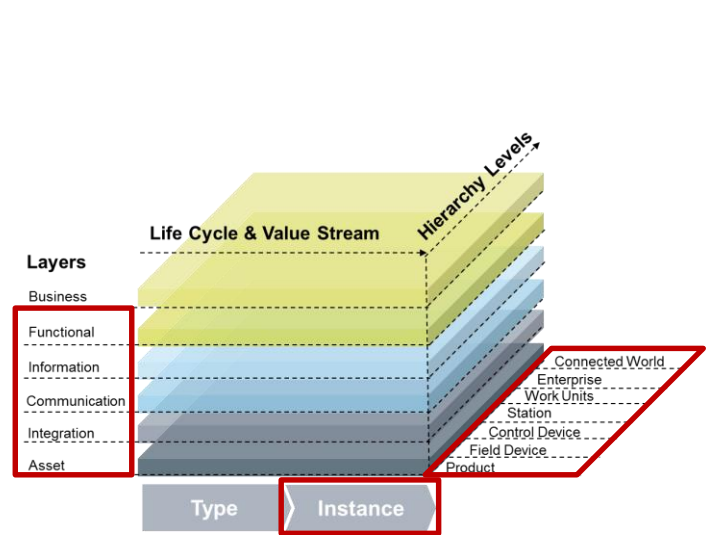 Hierarchy Levels
Life Cycle & Value Stream
Layers
Business
Functional
Information
Communication
Integration
Asset
Connected World
Enterprise
Work Units
Station
Control Device
Field Device
Product
Type
Instance